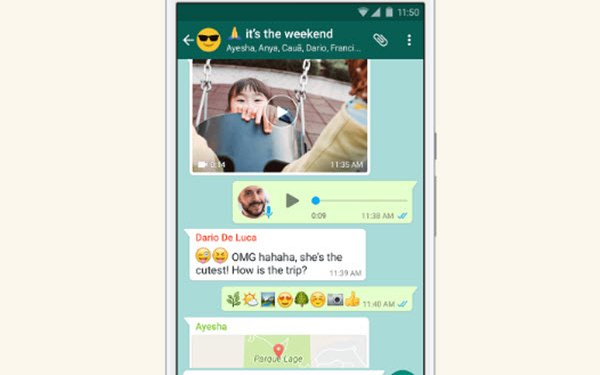 11:50
🙏 it's the weekend
Ayesha, Anya, Cauã, Dario, Franci...
0:14
11:35 AM
0:09
11:38 AM
Dario De Luca
😜😝 OMG hahaha, she's the
cutest! How is the trip?
11:39 AM
🌿🌤🏞😍🌳☺️📷👍
11:40 AM
Ayesha
Parque Lage